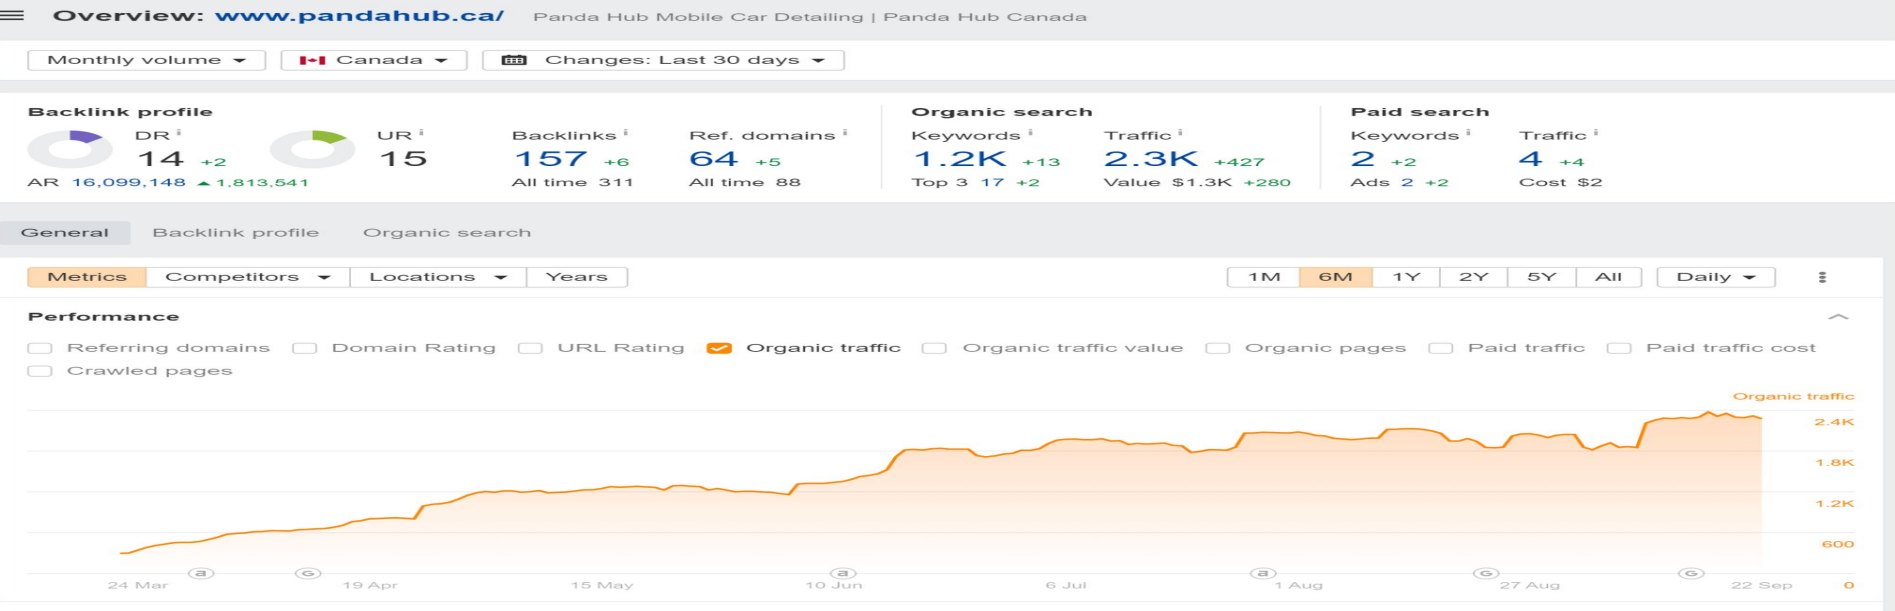 Overview: www.pandahub.ca/ Panda Hub Mobile Car Detailing | Panda Hub Canada
Monthly volume Canada Changes: Last 30 days
Backlink profile Organic search Paid search
DR i UR i Backlinks i Ref. domains i Keywords i Traffic i Keywords i Traffic i
14 +2 15 157 +6 64 +5 1.2K +13 2.3K +427 2 +2 4 +4
AR 16,099,148 1,813,541 All time 311 All time 88 Top 3 17 +2 Value $1.3K +280 Ads 2 +2 Cost $2
General Backlink profile Organic search
Metrics Competitors Locations Years 1M 6M 1Y 2Y 5Y All Daily
Performance
Referring domains Domain Rating URL Rating Organic traffic Organic traffic value Organic pages Paid traffic Paid traffic cost
Crawled pages
Organic traffic
2.4K
1.8K
1.2K
600
a G a a G G
24 Mar 19 Apr 15 May 10 Jun 6 Jul 1 Aug 27 Aug 22 Sep 0